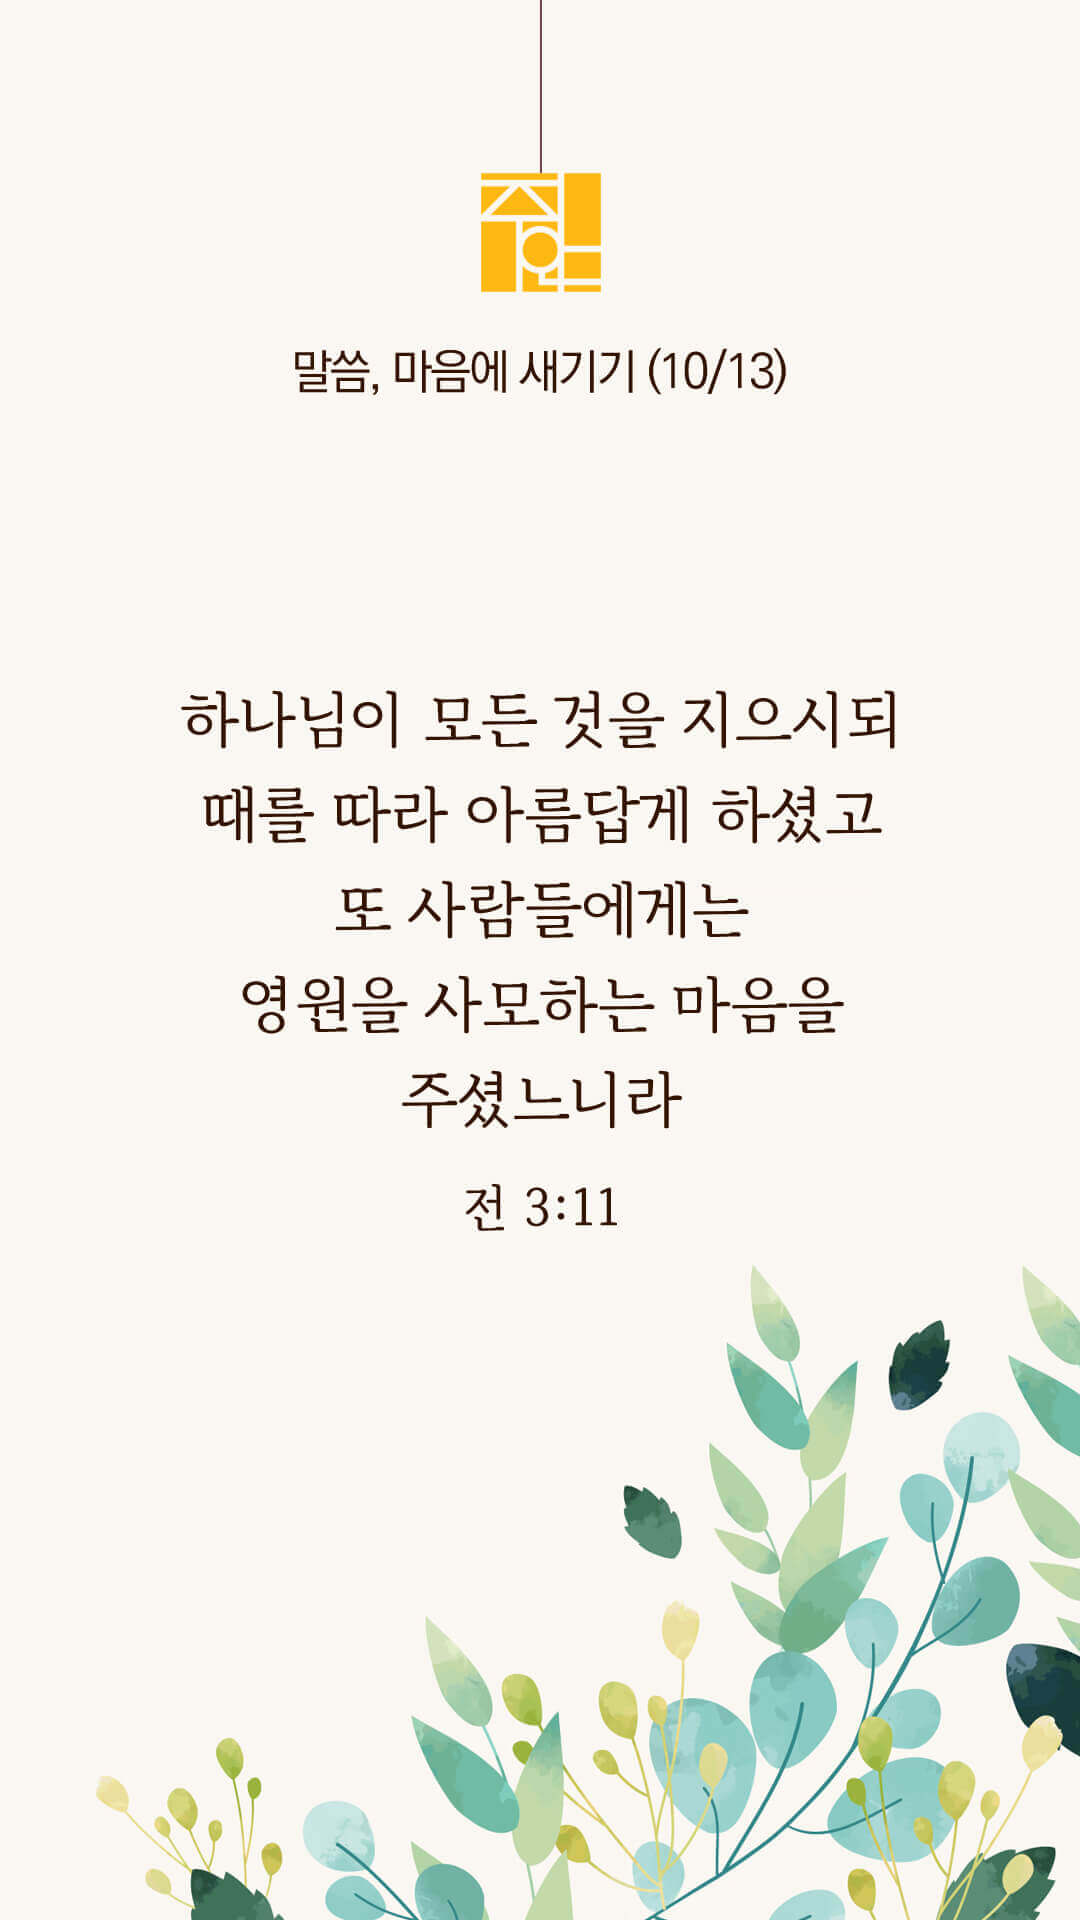 주인
말씀, 마음에 새기기 (10/13)
하나님이 모든 것을 지으시되
때를 따라 아름답게 하셨고
또 사람들에게는
영원을 사모하는 마음을
주셨느니라
전 3:11